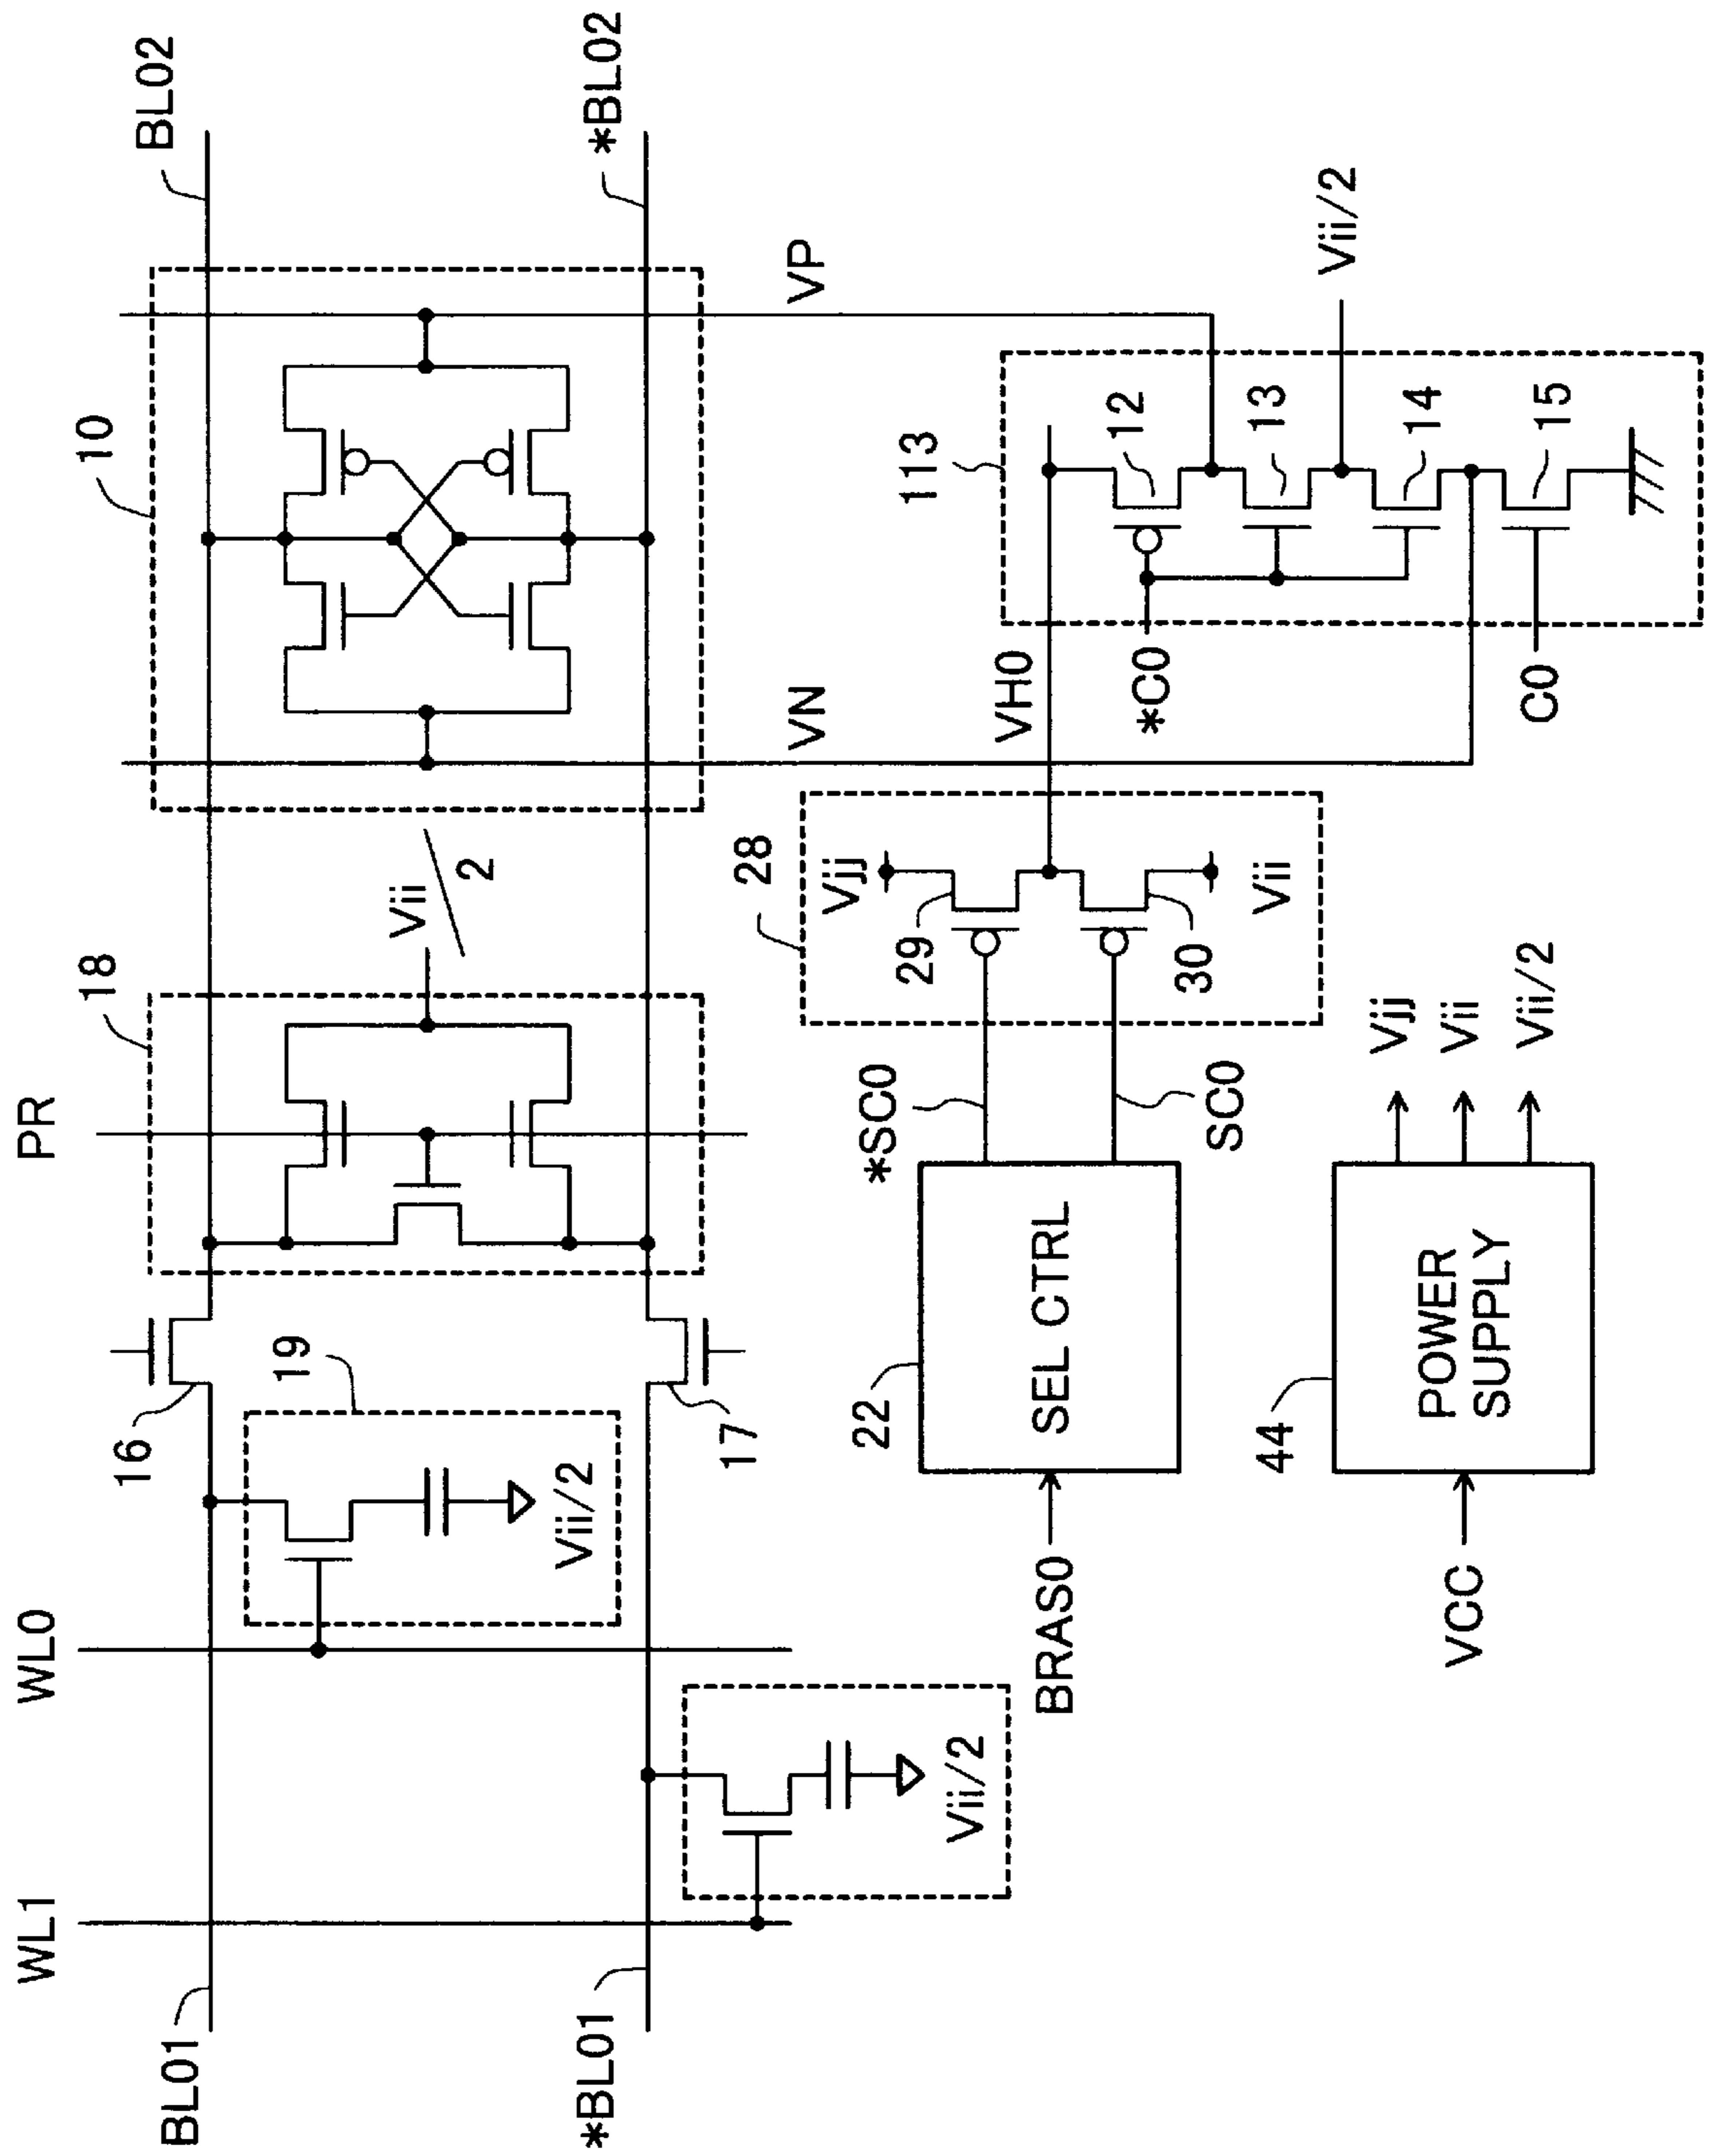 WL1
WL0
PR
BL01
16
19
18
10
BL02
Vii/2
Vii/2
*BL01
17
VN
VP
*BL02
Vii/2
22
*SC0
29
28
Vjj
VH0
113
12
13
14
15
BRAS0
SEL CTRL
SC0
30
Vii
*C0
C0
Vii/2
44
VCC
POWER
SUPPLY
Vjj
Vii
Vii/2